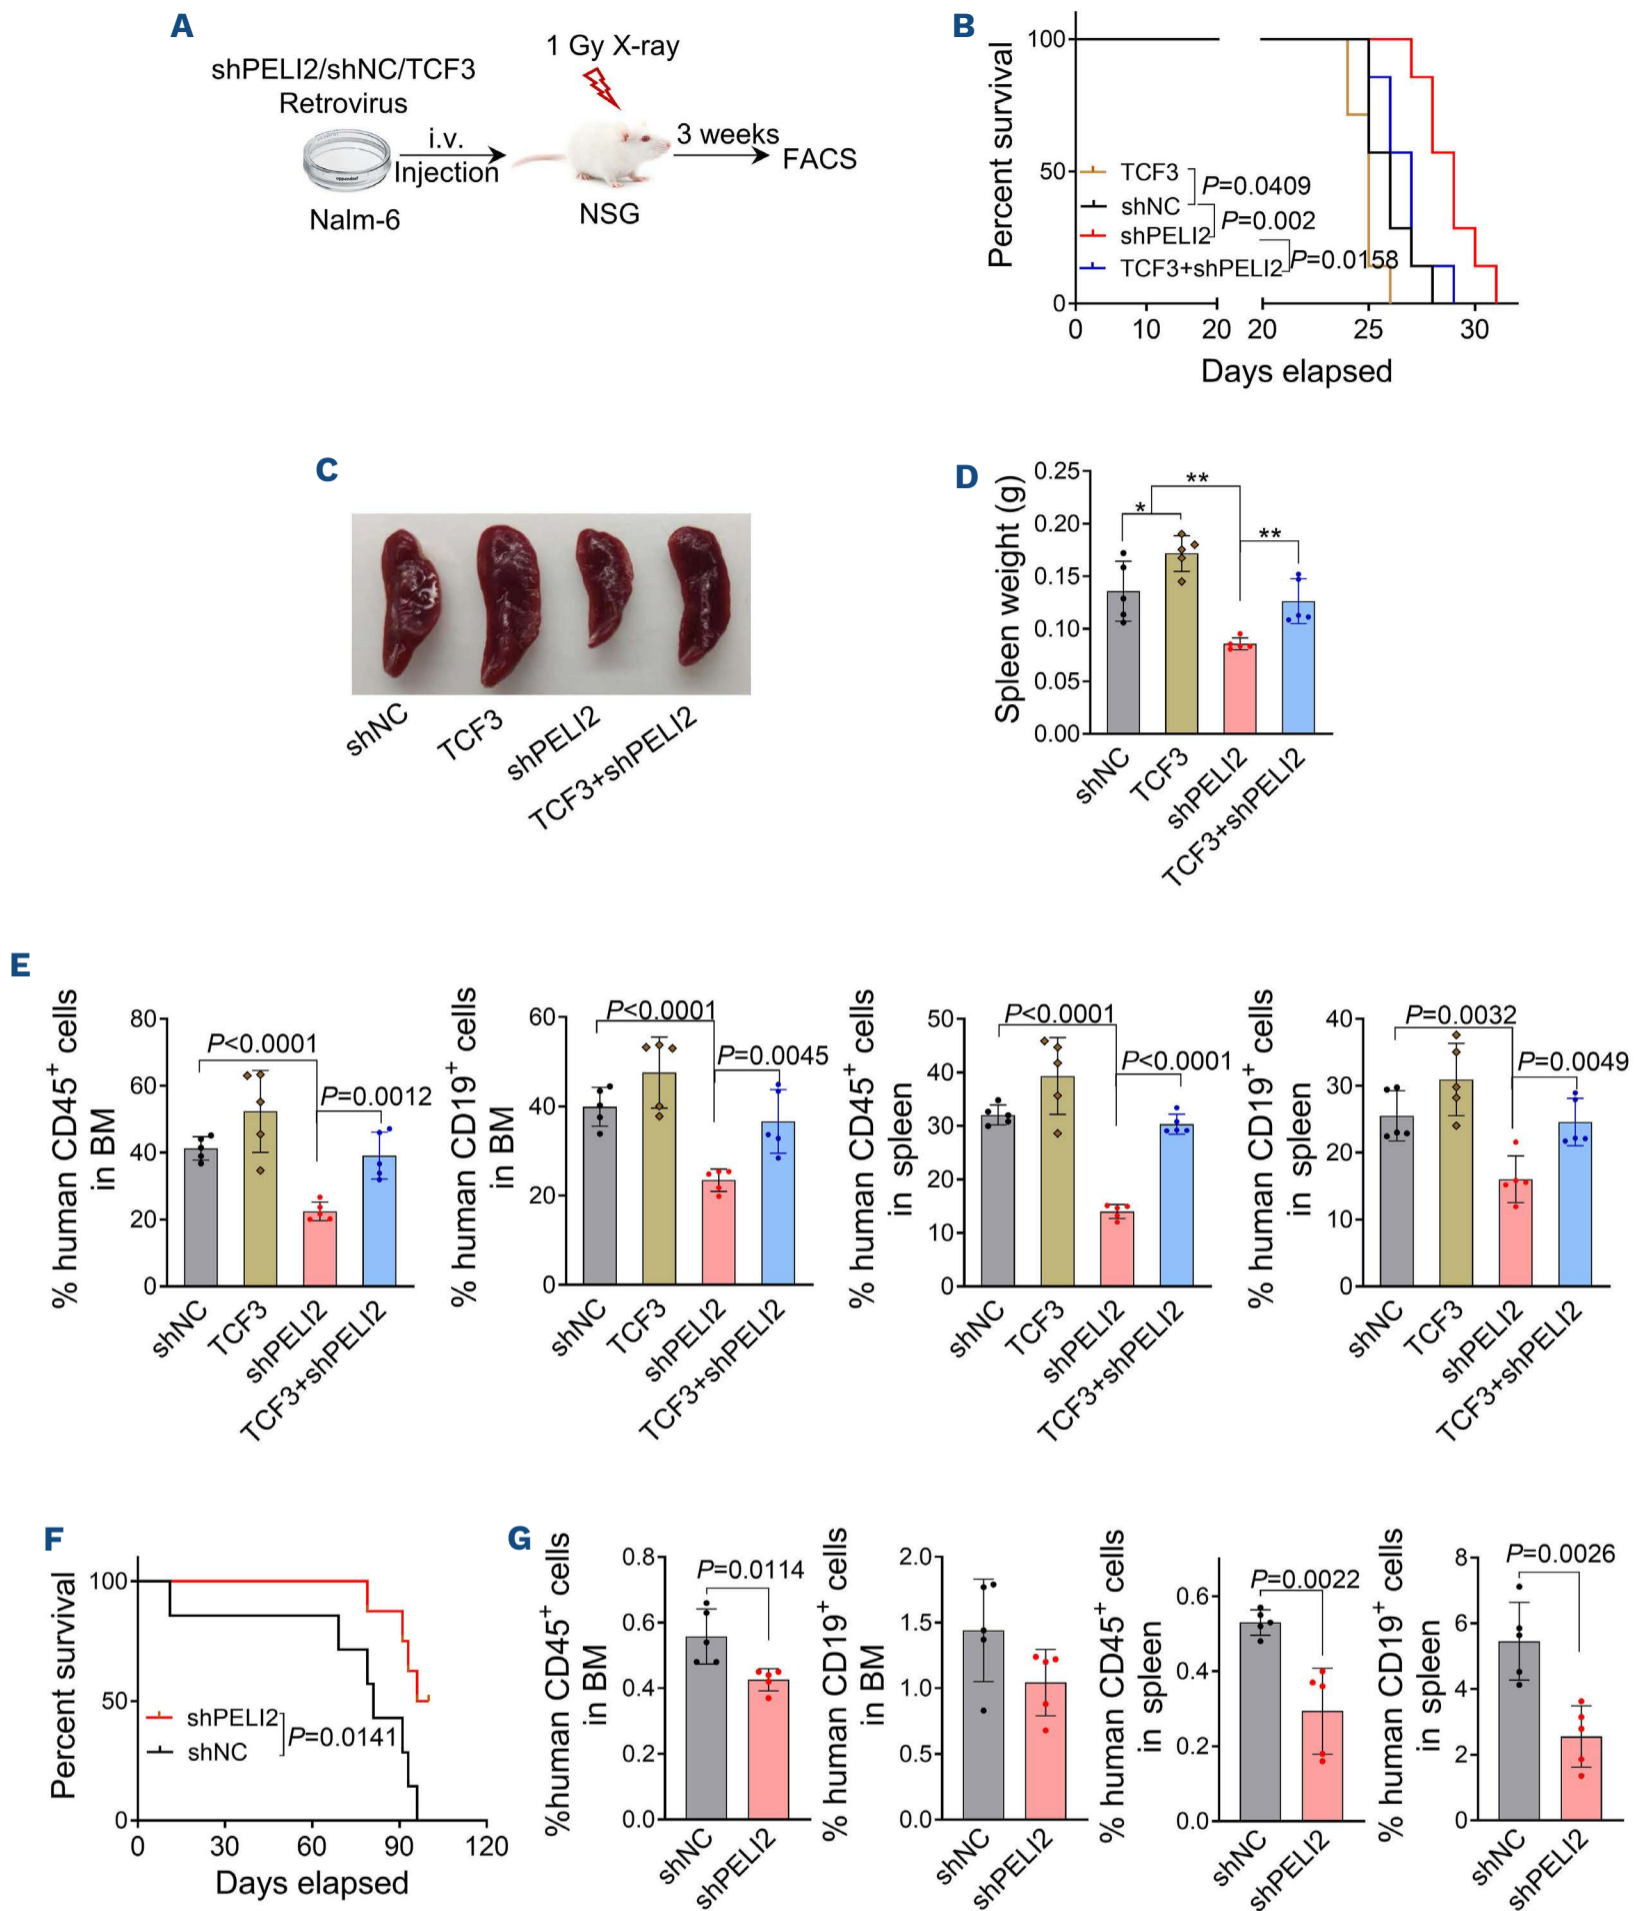 A
shPELI2/shNC/TCF3
Retrovirus
Nalm-6
i.v.
Injection
1 Gy X-ray
NSG
3 weeks
FACS
B
Percent survival
100
50
0
TCF3
shNC
shPELI2
TCF3+shPELI2
P=0.0409
P=0.002
P=0.0158
0 10 20 20 25 30
Days elapsed
C
shNC
TCF3
shPELI2
TCF3+shPELI2
D
Spleen weight (g)
0.25
0.20
0.15
0.10
0.05
0.00
*
**
**
shNC
TCF3
shPELI2
TCF3+shPELI2
E
% human CD45+ cells
in BM
80
60
40
20
0
P<0.0001
P=0.0012
shNC
TCF3
shPELI2
TCF3+shPELI2
% human CD19+ cells
in BM
60
40
20
0
P<0.0001
P=0.0045
shNC
TCF3
shPELI2
TCF3+shPELI2
% human CD45+ cells
in spleen
50
40
30
20
10
0
P<0.0001
P<0.0001
shNC
TCF3
shPELI2
TCF3+shPELI2
% human CD19+ cells
in spleen
40
30
20
10
0
P=0.0032
P=0.0049
shNC
TCF3
shPELI2
TCF3+shPELI2
F
Percent survival
100
50
0
shPELI2
shNC
P=0.0141
0 30 60 90 120
Days elapsed
G
%human CD45+ cells
in BM
0.8
0.6
0.4
0.2
0.0
P=0.0114
shNC
shPELI2
% human CD19+ cells
in BM
2.0
1.5
1.0
0.5
0.0
shNC
shPELI2
% human CD45+ cells
in spleen
0.6
0.4
0.2
0.0
P=0.0022
shNC
shPELI2
% human CD19+ cells
in spleen
8
6
4
2
0
P=0.0026
shNC
shPELI2